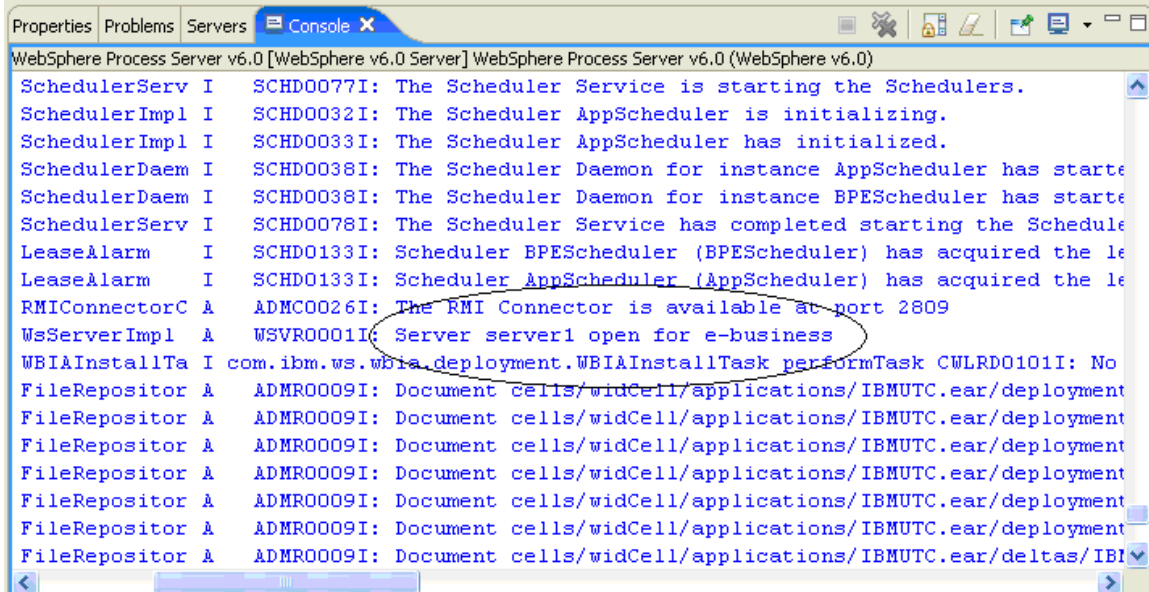 Properties Problems Servers Console
WebSphere Process Server v6.0 [WebSphere v6.0 Server] WebSphere Process Server v6.0 (WebSphere v6.0)
SchedulerServ I SCHD0077I: The Scheduler Service is starting the Schedulers.
SchedulerImpl I SCHD0032I: The Scheduler AppScheduler is initializing.
SchedulerImpl I SCHD0033I: The Scheduler AppScheduler has initialized.
SchedulerDaem I SCHD0038I: The Scheduler Daemon for instance AppScheduler has starte
SchedulerDaem I SCHD0038I: The Scheduler Daemon for instance BPEScheduler has starte
SchedulerServ I SCHD0078I: The Scheduler Service has completed starting the Schedule
LeaseAlarm I SCHD0133I: Scheduler BPEScheduler (BPEScheduler) has acquired the le
LeaseAlarm I SCHD0133I: Scheduler AppScheduler (AppScheduler) has acquired the le
RMIConnectorC A ADMC0026I: The RMI Connector is available at port 2809
WsServerImpl A WSVR0001I: Server server1 open for e-business
WBIAInstallTa I com.ibm.ws.wbia.deployment.WBIAInstallTask performTask CWLRD0101I: No
FileRepositor A ADMR0009I: Document cells/widCell/applications/IBMUTC.ear/deployment
FileRepositor A ADMR0009I: Document cells/widCell/applications/IBMUTC.ear/deployment
FileRepositor A ADMR0009I: Document cells/widCell/applications/IBMUTC.ear/deployment
FileRepositor A ADMR0009I: Document cells/widCell/applications/IBMUTC.ear/deployment
FileRepositor A ADMR0009I: Document cells/widCell/applications/IBMUTC.ear/deployment
FileRepositor A ADMR0009I: Document cells/widCell/applications/IBMUTC.ear/deployment
FileRepositor A ADMR0009I: Document cells/widCell/applications/IBMUTC.ear/deltas/IBM